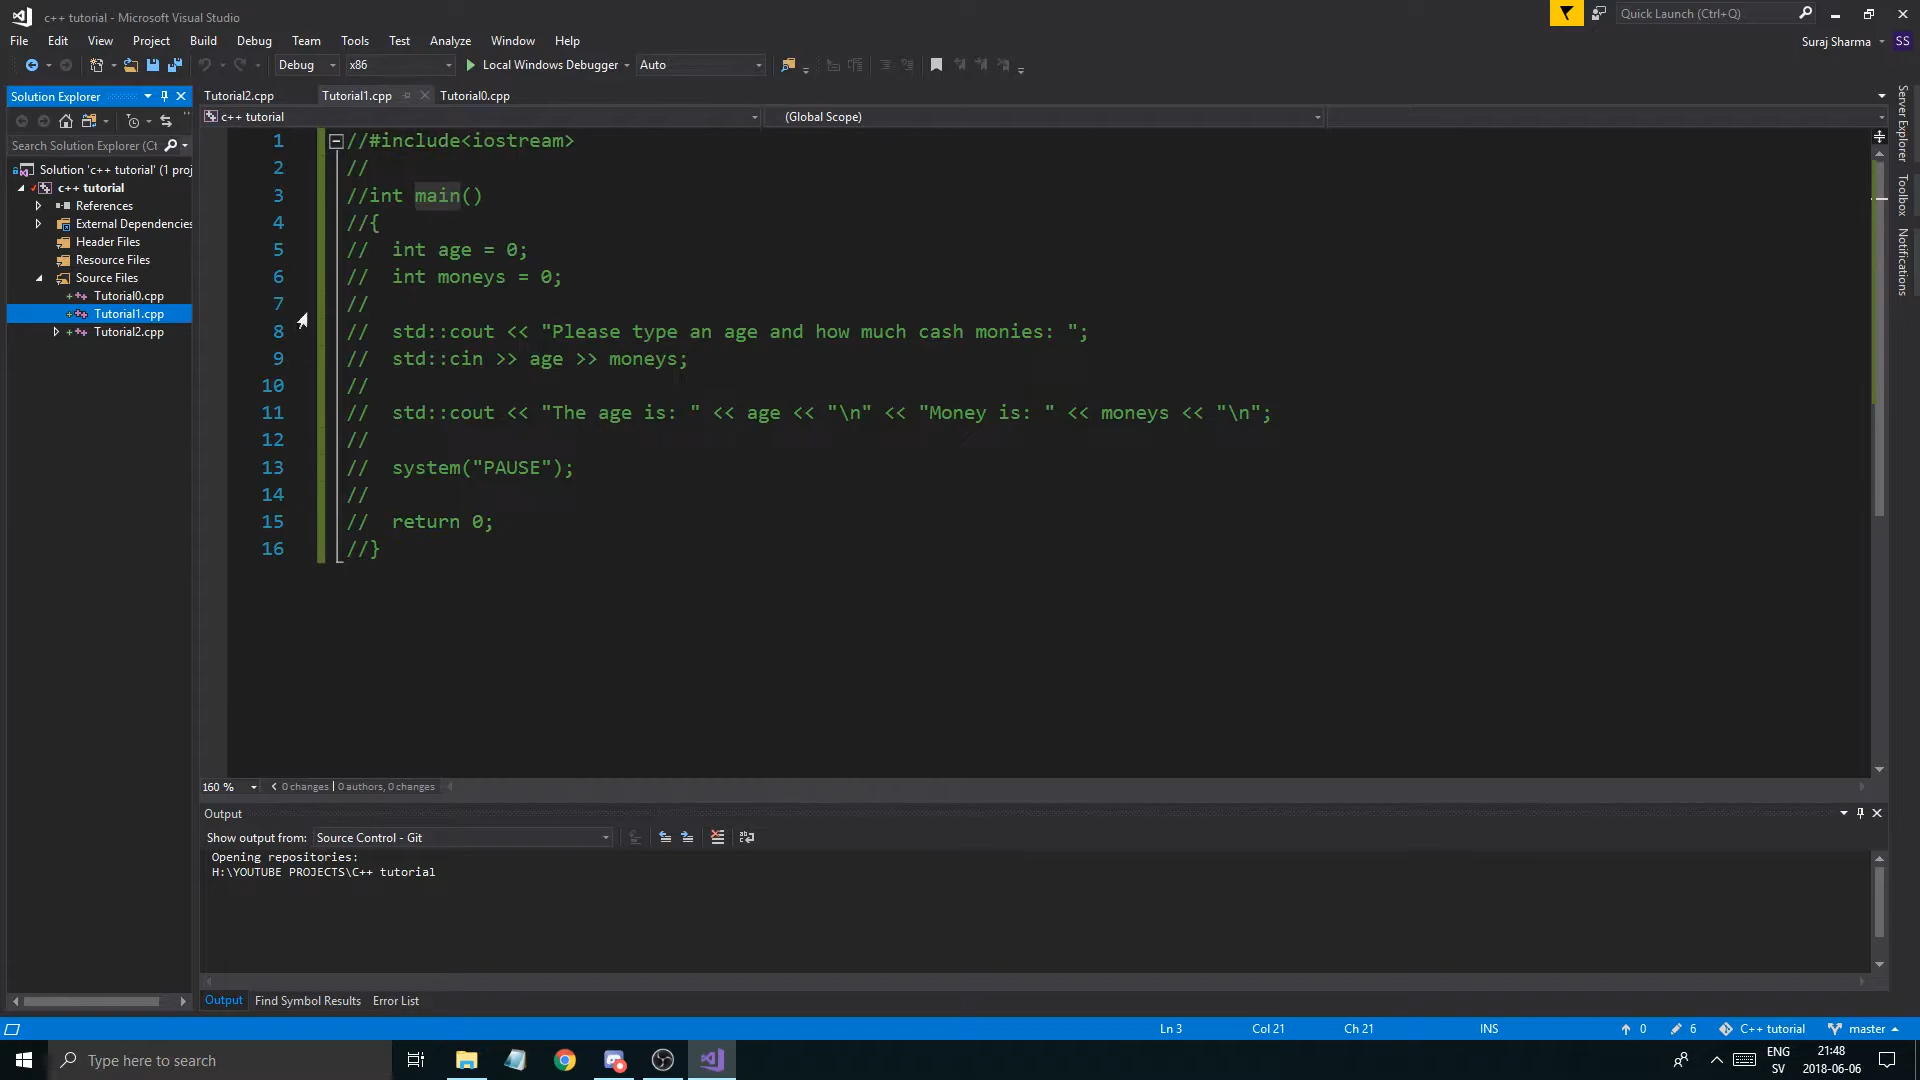 c++ tutorial - Microsoft Visual Studio
Quick Launch (Ctrl+Q)
File Edit View Project Build Debug Team Tools Test Analyze Window Help
Suraj Sharma SS
Debug x86 Local Windows Debugger Auto
Solution Explorer
Search Solution Explorer (Ct
Solution 'c++ tutorial' (1 proj
c++ tutorial
References
External Dependencies
Header Files
Resource Files
Source Files
Tutorial0.cpp
Tutorial1.cpp
Tutorial2.cpp
Tutorial2.cpp Tutorial1.cpp Tutorial0.cpp
c++ tutorial (Global Scope)
1 //#include<iostream>
2 //
3 //int main()
4 //{
5 //  int age = 0;
6 //  int moneys = 0;
7 //
8 //  std::cout << "Please type an age and how much cash monies: ";
9 //  std::cin >> age >> moneys;
10 //
11 //  std::cout << "The age is: " << age << "\n" << "Money is: " << moneys << "\n";
12 //
13 //  system("PAUSE");
14 //
15 //  return 0;
16 //}
Server Explorer
Toolbox
Notifications
160 % 0 changes | 0 authors, 0 changes
Output
Show output from: Source Control - Git
Opening repositories:
H:\YOUTUBE PROJECTS\C++ tutorial
Output Find Symbol Results Error List
Ln 3 Col 21 Ch 21 INS 0 6 C++ tutorial master
Type here to search
ENG
SV
21:48
2018-06-06